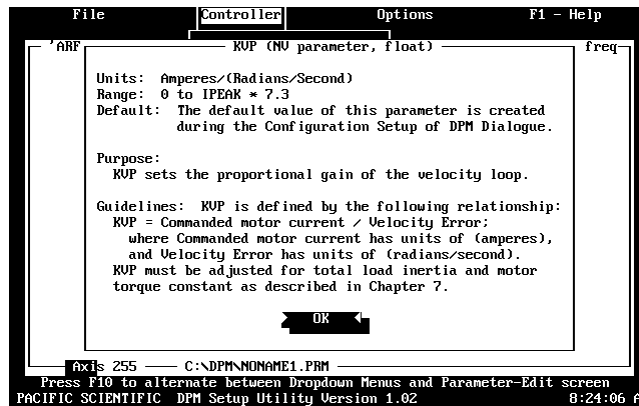 File Controller Options F1 - Help
'ARF KVP (NV parameter, float) freq
Units: Amperes/(Radians/Second)
Range: 0 to IPEAK * 7.3
Default: The default value of this parameter is created
during the Configuration Setup of DPM Dialogue.
Purpose:
KVP sets the proportional gain of the velocity loop.
Guidelines: KVP is defined by the following relationship:
KVP = Commanded motor current / Velocity Error;
where Commanded motor current has units of (amperes),
and Velocity Error has units of (radians/second).
KVP must be adjusted for total load inertia and motor
torque constant as described in Chapter 7.
OK
Axis 255 C:\DPM\NONAME1.PRM
Press F10 to alternate between Dropdown Menus and Parameter-Edit screen
PACIFIC SCIENTIFIC DPM Setup Utility Version 1.02 8:24:06 A